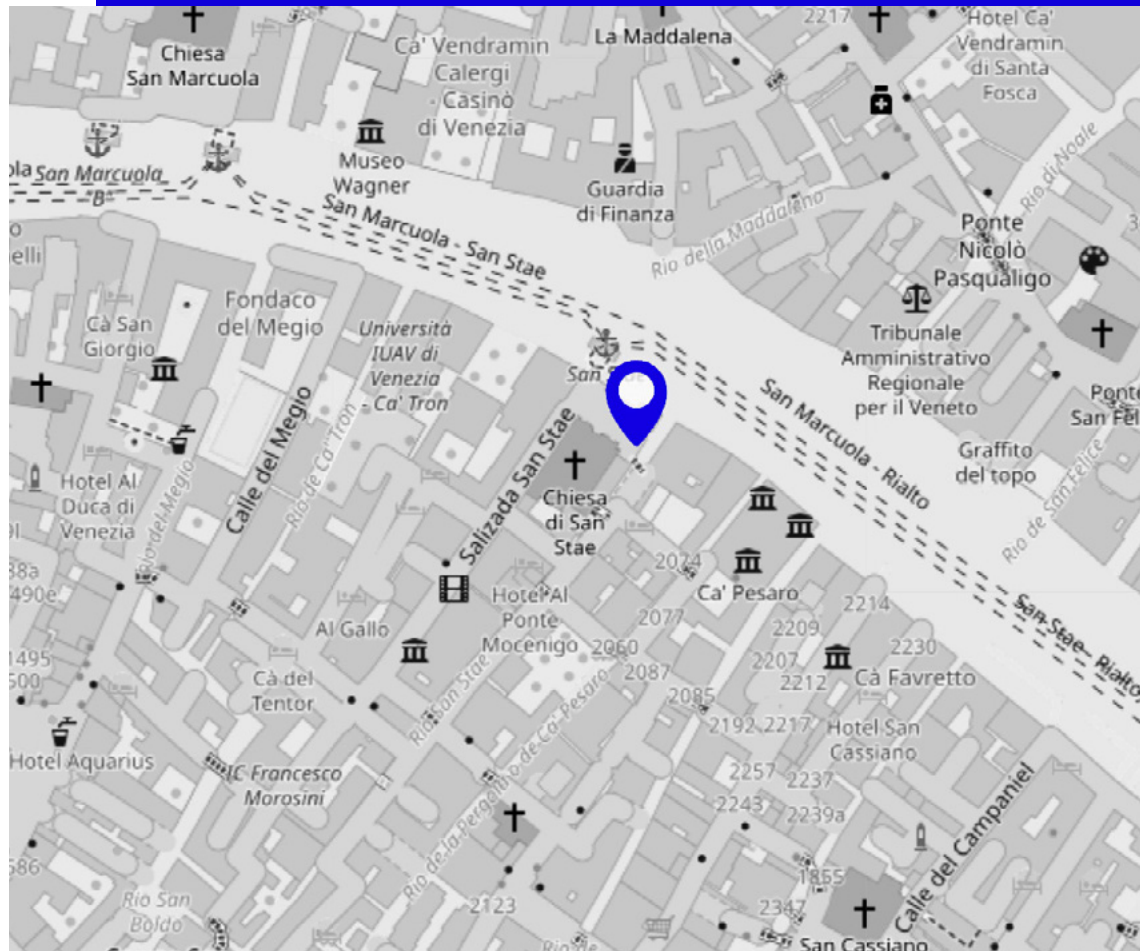 2217
Hotel Ca'
Vendramin
di Santa
Fosca
La Maddalena
Chiesa
San Marcuola
Ca' Vendramin
Calergi
- Casinò
di Venezia
Museo
Wagner
Guardia
di Finanza
San Marcuola
"B"
San Marcuola - San Stae
Rio della Maddalena
Rio di Noale
Ponte
Nicolò
Pasqualigo
Tribunale
Amministrativo
Regionale
per il Veneto
Ponte
Graffito
del topo
Rio de San Felice
Fondaco
del Megio
Cà San
Giorgio
Università
IUAV di
Venezia
- Ca' Tron
San Marcuola - Rialto
Calle del Megio
Rio de Ca' Tron
Salizada San Stae
Chiesa
di San
Stae
Hotel Al
Duca di
Venezia
Rio del Megio
2074
Ca' Pesaro
2077
2214
2209
2230
2060
2207
2087
2212
2085
Cà Favretto
San Stae - Rialto
Hotel Al
Ponte
Mocenigo
Al Gallo
Cà del
Tentor
Rio San Stae
2192
2217
Hotel San
Cassiano
Hotel Aquarius
IC Francesco
Morosini
2257
2237
2243
2239a
Rio de la Pergola o de Ca' Pesaro
1855
Calle del Campaniel
Rio San
Boldo
2123
2347
San Cassiano